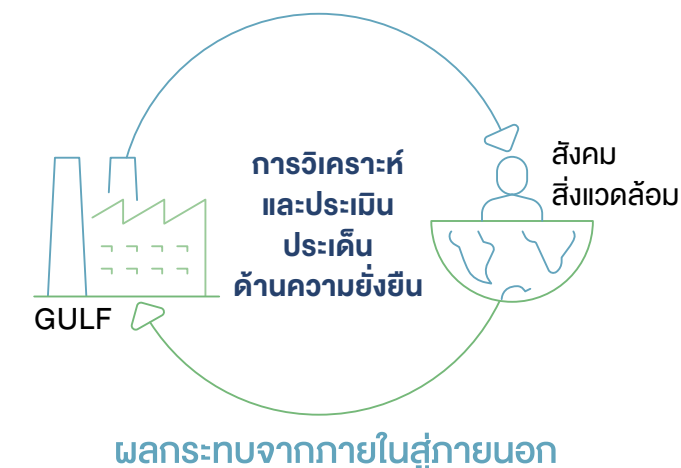 การวิเคราะห์
และประเมิน
ประเด็น
ด้านความยั่งยืน
สังคม
สิ่งแวดล้อม
GULF
ผลกระทบจากภายในสู่ภายนอก